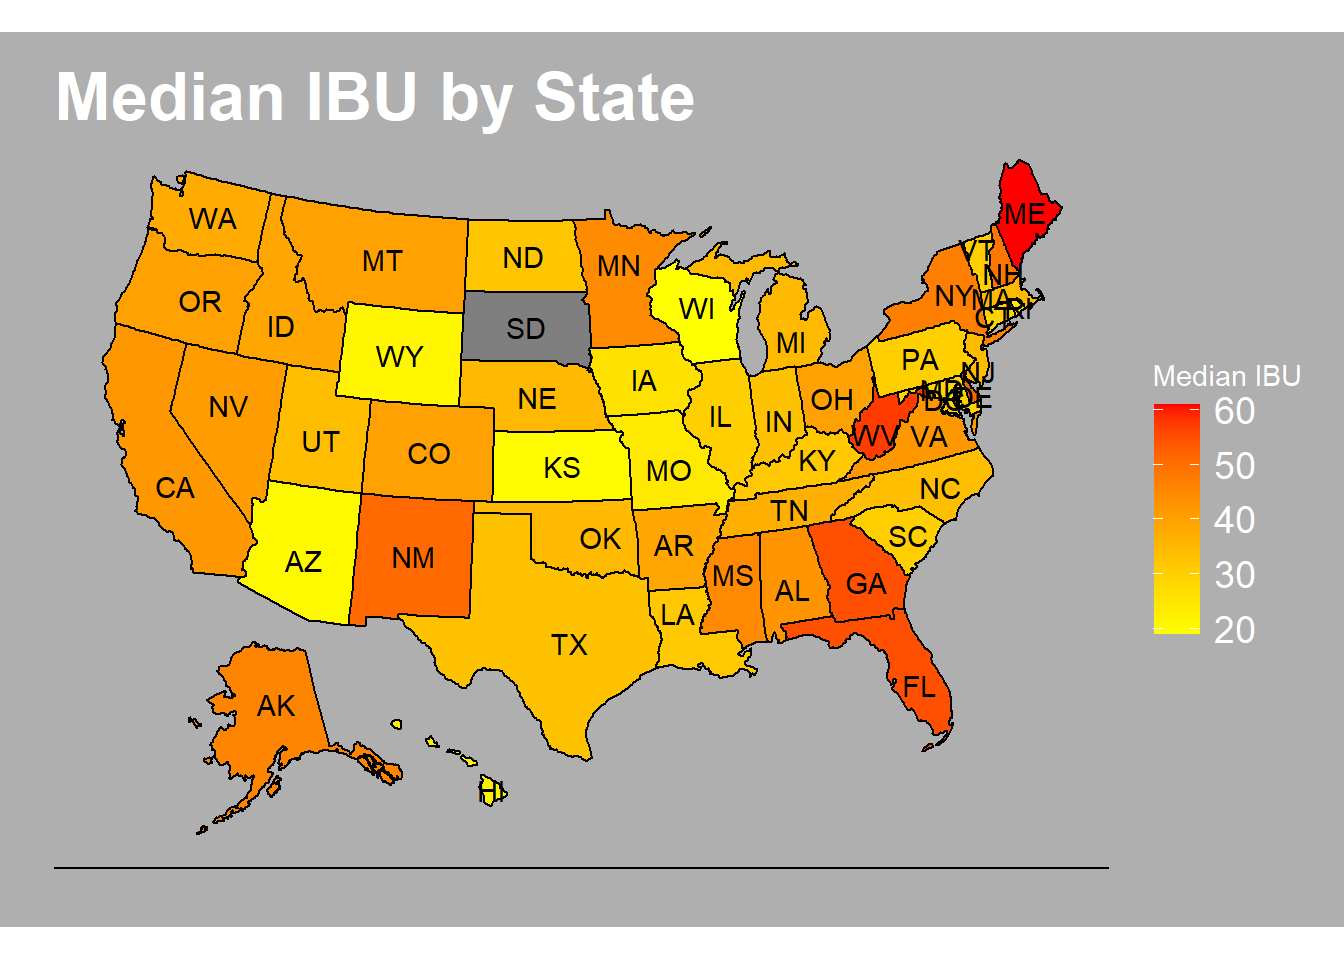 Median IBU by State
ME
WA
VT
MT
ND
MN
NH
NY
MA
OR
WI
RI
CT
ID
SD
MI
WY
PA
NJ
IA
MD
NE
OH
DC
DE
NV
IL
IN
UT
CO
WV
VA
KY
KS
MO
CA
NC
TN
OK
AR
SC
AZ
NM
MS
AL
GA
LA
TX
FL
AK
HI
Median IBU
60
50
40
30
20